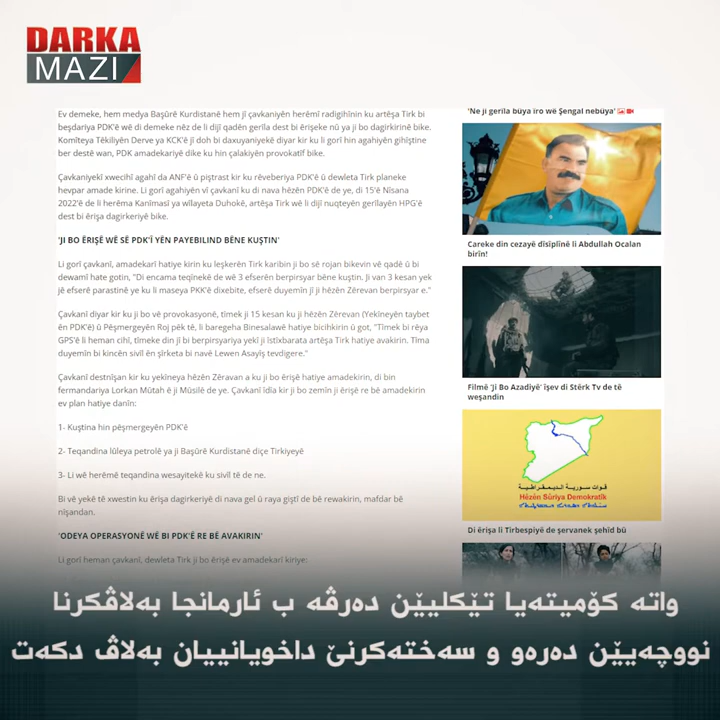 DARKA
MAZI
Ev demeke, hem medya Başûrê Kurdistanê hem jî çavkaniyên herêmî radigihînin ku artêşa Tirk bi
beşdariya PDK'ê wê di demeke nêz de li dijî qadên gerîla dest bi êrişeke nû ya ji bo dagirkirinê bike.
Komîteya Têkiliyên Derve ya KCK'ê jî doh bi daxuyaniyekê diyar kir ku li gorî hin agahiyên gihîştine
ber destê wan, PDK amadekariyê dike ku hin çalakiyên provokatîf bike.
Çavkaniyekî xwecihî agahî da ANF'ê û piştrast kir ku rêveberiya PDK'ê û dewleta Tirk planeke
hevpar amade kirine. Li gorî agahiyên vî çavkanî ku di nava hêzên PDK'ê de ye, di 15'ê Nîsana
2022'ê de li herêma Kanîmasî ya wîlayeta Duhokê, artêşa Tirk wê li dijî nuqteyên gerîlayên HPG'ê
dest bi êrişa dagirkeriyê bike.
'JI BO ÊRIŞÊ WÊ SÊ PDK'Î YÊN PAYEBILIND BÊNE KUŞTIN'
Li gorî çavkanî, amadekarî hatiye kirin ku leşkerên Tirk karibin ji bo sê rojan bikevin vê qadê û bi
dewamî hate gotin, "Di encama teqînekê de wê 3 efserên berpirsyar bêne kuştin. Ji van 3 kesan yek
jê efserê parastinê ye ku li maseya PKK'ê dixebite, efserê duyemîn jî ji hêzên Zêrevan berpirsyar e."
Çavkanî diyar kir ku ji bo vê provokasyonê, tîmek ji 15 kesan ku ji hêzên Zêrevan (Yekîneyên taybet
ên PDK'ê) û Pêşmergeyên Roj pêk tê, li baregeha Binesalawê hatiye bicihkirin û got, "Tîmek bi rêya
GPS'ê li heman cihî, tîmeke din jî bi berpirsyariya yekî ji îstîxbarata artêşa Tirk hatiye avakirin. Tîma
duyemîn bi kincên sivîl ên şîrketa bi navê Lewen Asayîş tevdigere."
Çavkanî destnîşan kir ku yekîneya hêzên Zêravan a ku ji bo êrişê hatiye amadekirin, di bin
fermandariya Lorkan Mûtah ê ji Mûsilê de ye. Çavkanî îdia kir ji bo zemîn ji êrişê re bê amadekirin
ev plan hatiye danîn:
1- Kuştina hin pêşmergeyên PDK'ê
2- Teqandina lûleya petrolê ya ji Başûrê Kurdistanê diçe Tirkiyeyê
3- Li wê herêmê teqandina wesayitekê ku sivîl tê de ne.
Bi vê yekê tê xwestin ku êrişa dagirkeriyê di nava gel û raya giştî de bê rewakirin, mafdar bê
nîşandan.
'ODEYA OPERASYONÊ WÊ BI PDK'Ê RE BÊ AVAKIRIN'
Li gorî heman çavkanî, dewleta Tirk ji bo êrişê ev amadekarî kiriye:
'Ne ji gerîla bûya îro wê Şengal nebûya'
Careke din cezayê dîsîplînê li Abdullah Ocalan
birîn!
Filmê 'Ji Bo Azadiyê' îşev di Stêrk Tv de tê
weşandin
قوات سورية الديمقراطية
Hêzên Sûriya Demokratîk
Di êrişa li Tirbespiyê de şervanek şehîd bû
واتە کۆمیتەیا تێکلیێن دەرڤە ب ئارمانجا بەلاڤکرنا
نووچەیێن دەرەو و سەختەکرنێ داخویانییان بەلاڤ دکەت